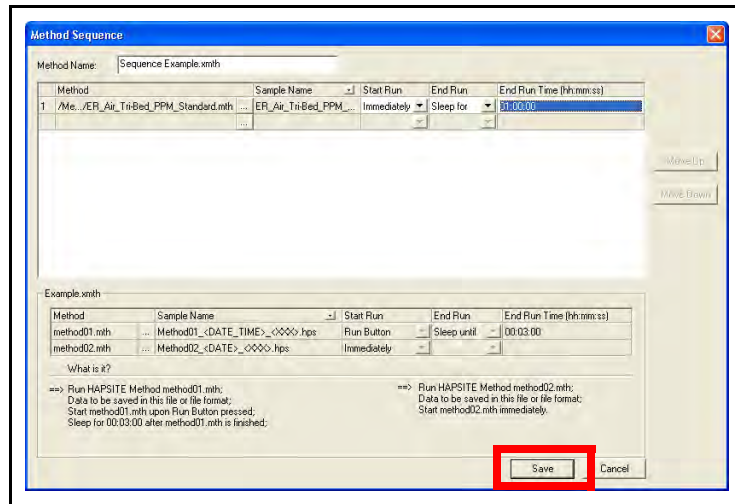 Method Sequence
Method Name: Sequence Example.xmth
Method Sample Name Start Run End Run End Run Time (hh:mm:ss)
1 /Me.../ER_Air_Tri-Bed_PPM_Standard.mth ... ER_Air_Tri-Bed_PPM_... Immediately Sleep for 01:00:00
...
Move Up
Move Down
Example.xmth
Method Sample Name Start Run End Run End Run Time (hh:mm:ss)
method01.mth ... Method01_<DATE_TIME>_<XXX>.hps Run Button Sleep until 00:03:00
method02.mth ... Method02_<DATE>_<XXX>.hps Immediately
What is it?
==> Run HAPSITE Method method01.mth;
Data to be saved in this file or file format;
Start method01.mth upon Run Button pressed;
Sleep for 00:03:00 after method01.mth is finished;
==> Run HAPSITE Method method02.mth;
Data to be saved in this file or file format;
Start method02.mth immediately.
Save Cancel